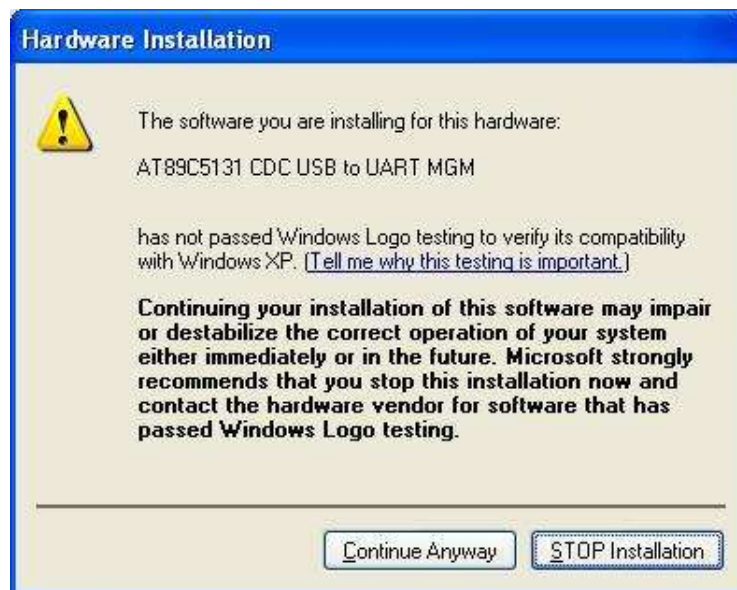 Hardware Installation
The software you are installing for this hardware:
AT89C5131 CDC USB to UART MGM
has not passed Windows Logo testing to verify its compatibility
with Windows XP. (Tell me why this testing is important.)
Continuing your installation of this software may impair
or destabilize the correct operation of your system
either immediately or in the future. Microsoft strongly
recommends that you stop this installation now and
contact the hardware vendor for software that has
passed Windows Logo testing.
Continue Anyway STOP Installation